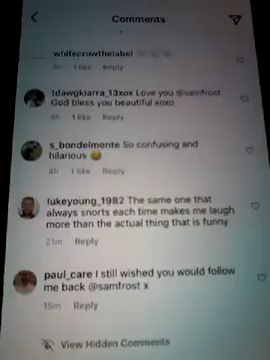 Comments
whitecrowthelabel
1 like Reply
tdawgkiarra_13xox Love you @samfrost
God bless you beautiful xoxo
4h 1 like Reply
s_bondelmonte So confusing and
hilarious 😂
4h 1 like Reply
lukeyoung_1982 The same one that
always snorts each time makes me laugh
more than the actual thing that is funny
21m Reply
paul_care I still wished you would follow
me back @samfrost x
15m Reply
View Hidden Comments